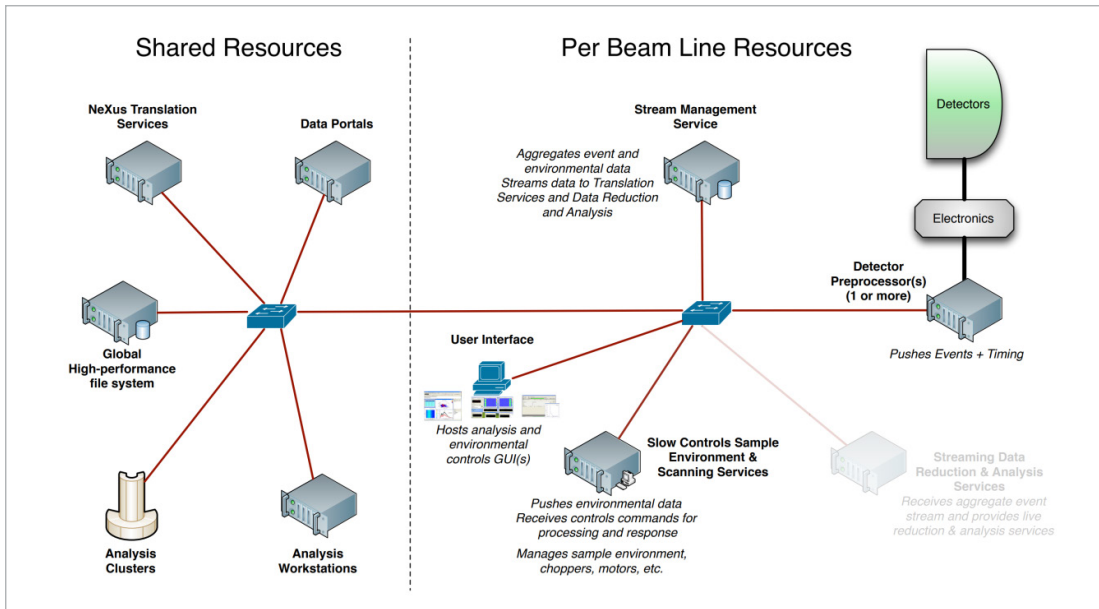 Shared Resources
Per Beam Line Resources
NeXus Translation
Services
Data Portals
Stream Management
Service
Aggregates event and
environmental data
Streams data to Translation
Services and Data Reduction
and Analysis
Detectors
Electronics
Detector
Preprocessor(s)
(1 or more)
Pushes Events + Timing
Global
High-performance
file system
User Interface
Hosts analysis and
environmental
controls GUI(s)
Slow Controls Sample
Environment &
Scanning Services
Pushes environmental data
Receives controls commands for
processing and response
Manages sample environment,
choppers, motors, etc.
Streaming Data
Reduction & Analysis
Services
Receives aggregate event
stream and provides live
reduction & analysis services
Analysis
Clusters
Analysis
Workstations